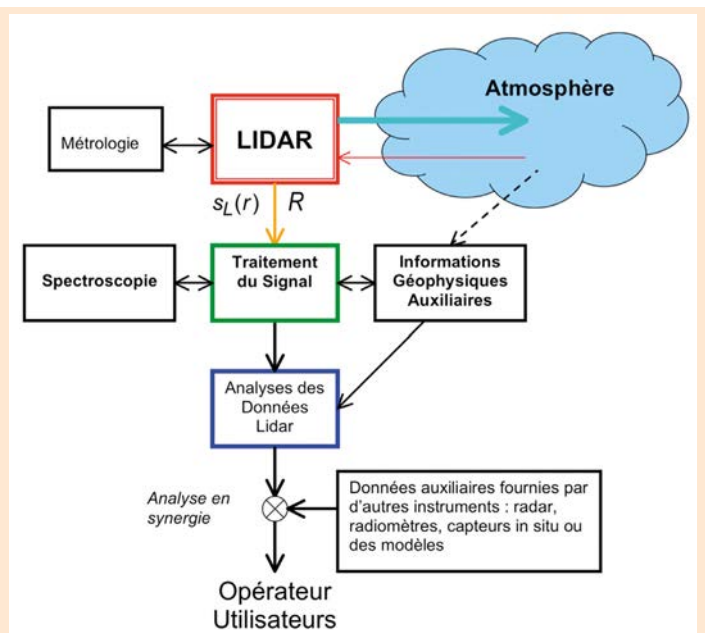 Atmosphère
Métrologie
LIDAR
s_L(r) R
Spectroscopie
Traitement
du Signal
Informations
Géophysiques
Auxiliaires
Analyses des
Données
Lidar
Analyse en
synergie
Données auxiliaires fournies par
d'autres instruments : radar,
radiomètres, capteurs in situ ou
des modèles
Opérateur
Utilisateurs